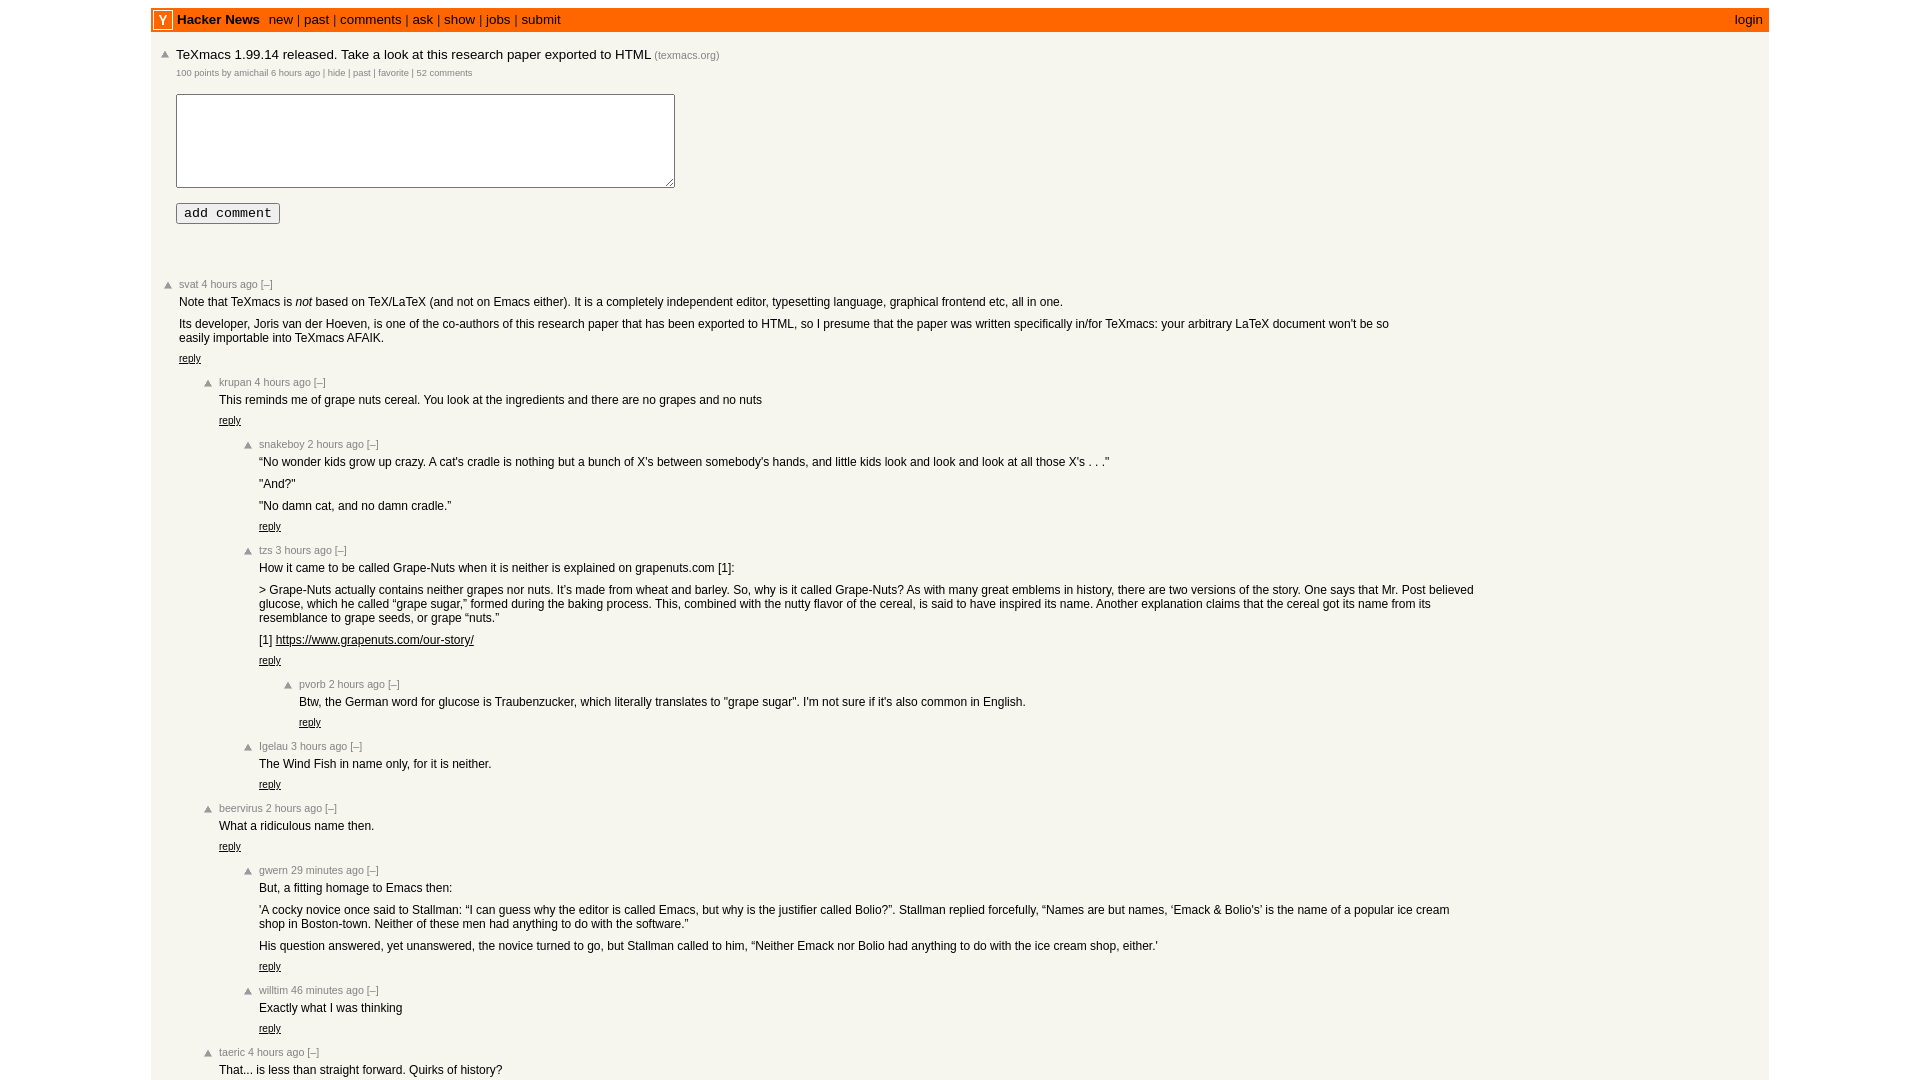 Y Hacker News new | past | comments | ask | show | jobs | submit login
TeXmacs 1.99.14 released. Take a look at this research paper exported to HTML (texmacs.org)
100 points by amichail 6 hours ago | hide | past | favorite | 52 comments
add comment
svat 4 hours ago [–]
Note that TeXmacs is not based on TeX/LaTeX (and not on Emacs either). It is a completely independent editor, typesetting language, graphical frontend etc, all in one.
Its developer, Joris van der Hoeven, is one of the co-authors of this research paper that has been exported to HTML, so I presume that the paper was written specifically in/for TeXmacs: your arbitrary LaTeX document won't be so
easily importable into TeXmacs AFAIK.
reply
krupan 4 hours ago [–]
This reminds me of grape nuts cereal. You look at the ingredients and there are no grapes and no nuts
reply
snakeboy 2 hours ago [–]
“No wonder kids grow up crazy. A cat's cradle is nothing but a bunch of X's between somebody's hands, and little kids look and look and look at all those X's . . ."
"And?"
"No damn cat, and no damn cradle.”
reply
tzs 3 hours ago [–]
How it came to be called Grape-Nuts when it is neither is explained on grapenuts.com [1]:
> Grape-Nuts actually contains neither grapes nor nuts. It’s made from wheat and barley. So, why is it called Grape-Nuts? As with many great emblems in history, there are two versions of the story. One says that Mr. Post believed
glucose, which he called “grape sugar,” formed during the baking process. This, combined with the nutty flavor of the cereal, is said to have inspired its name. Another explanation claims that the cereal got its name from its
resemblance to grape seeds, or grape “nuts.”
[1] https://www.grapenuts.com/our-story/
reply
pvorb 2 hours ago [–]
Btw, the German word for glucose is Traubenzucker, which literally translates to "grape sugar". I'm not sure if it's also common in English.
reply
Igelau 3 hours ago [–]
The Wind Fish in name only, for it is neither.
reply
beervirus 2 hours ago [–]
What a ridiculous name then.
reply
gwern 29 minutes ago [–]
But, a fitting homage to Emacs then:
'A cocky novice once said to Stallman: “I can guess why the editor is called Emacs, but why is the justifier called Bolio?”. Stallman replied forcefully, “Names are but names, ‘Emack & Bolio's’ is the name of a popular ice cream
shop in Boston-town. Neither of these men had anything to do with the software.”
His question answered, yet unanswered, the novice turned to go, but Stallman called to him, “Neither Emack nor Bolio had anything to do with the ice cream shop, either.'
reply
willtim 46 minutes ago [–]
Exactly what I was thinking
reply
taeric 4 hours ago [–]
That... is less than straight forward. Quirks of history?